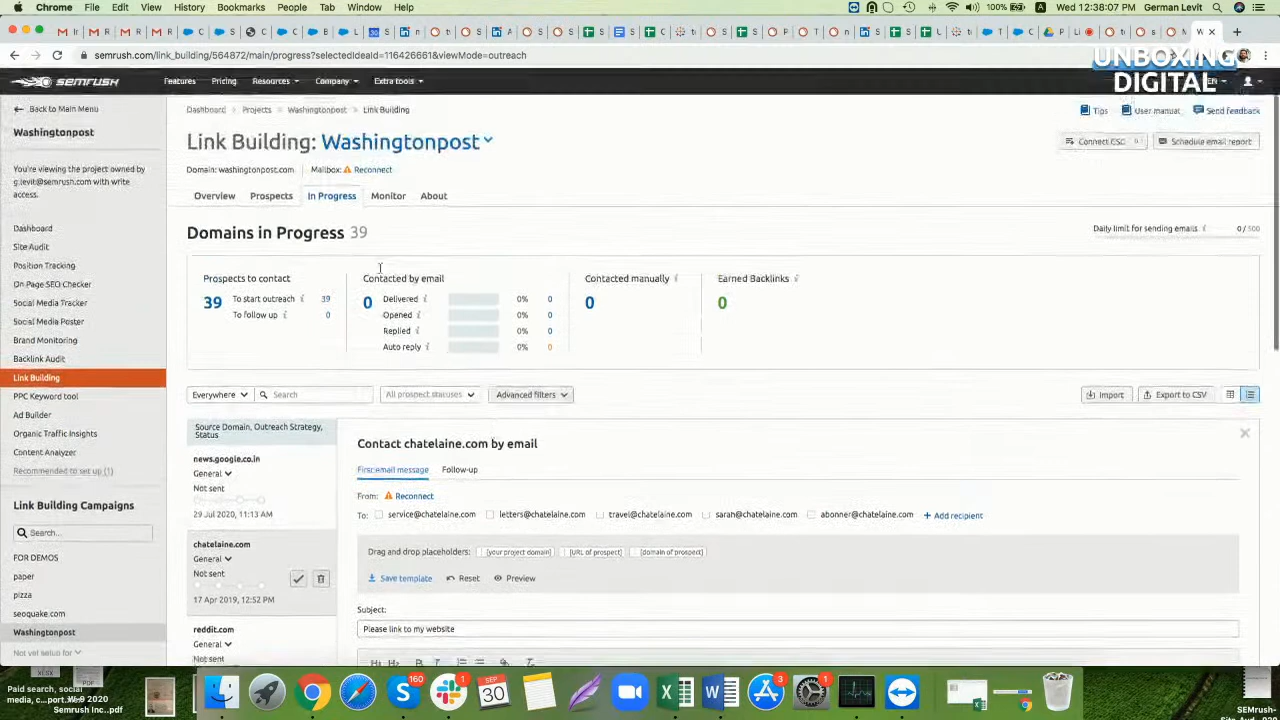 Chrome File Edit View History Bookmarks People Tab Window Help 100% Wed 12:38:07 German Levit
semrush.com/link_building/564872/main/progress?selectedIdeaId=116426661&viewMode=outreach
UNBOXING
DIGITAL
semrush Features Pricing Resources Company Extra tools EN
Back to Main Menu
Dashboard Projects Washingtonpost Link Building
Tips User manual Send feedback
Washingtonpost
Link Building: Washingtonpost
Connect GSC Schedule email report
You're viewing the project owned by
g.levit@semrush.com with write
access.
Domain: washingtonpost.com Mailbox: Reconnect
Overview Prospects In Progress Monitor About
Domains in Progress 39
Daily limit for sending emails 0/500
Dashboard
Site Audit
Position Tracking
On Page SEO Checker
Social Media Tracker
Social Media Poster
Brand Monitoring
Backlink Audit
Link Building
PPC Keyword tool
Ad Builder
Organic Traffic Insights
Content Analyzer
Recommended to set up (1)
Prospects to contact
39 To start outreach 39
To follow up 0
Contacted by email
0 Delivered 0% 0
Opened 0% 0
Replied 0% 0
Auto reply 0% 0
Contacted manually
0
Earned Backlinks
0
Everywhere Search All prospect statuses Advanced filters Import Export to CSV
Source Domain, Outreach Strategy,
Status
news.google.co.in
General
Not sent
29 Jul 2020, 11:13 AM
chatelaine.com
General
Not sent
17 Apr 2019, 12:52 PM
reddit.com
General
Not sent
Contact chatelaine.com by email
First email message Follow-up
From: Reconnect
To: service@chatelaine.com letters@chatelaine.com travel@chatelaine.com sarah@chatelaine.com abonner@chatelaine.com + Add recipient
Drag and drop placeholders: [your project domain] [URL of prospect] [domain of prospect]
Save template Reset Preview
Subject:
Please link to my website
Link Building Campaigns
Search...
FOR DEMOS
paper
pizza
seoquake.com
Washingtonpost
Not yet setup for
Paid search, social
media, c...port.We 2020
Semrush Inc..pdf
160
1
SEP
30
3
1